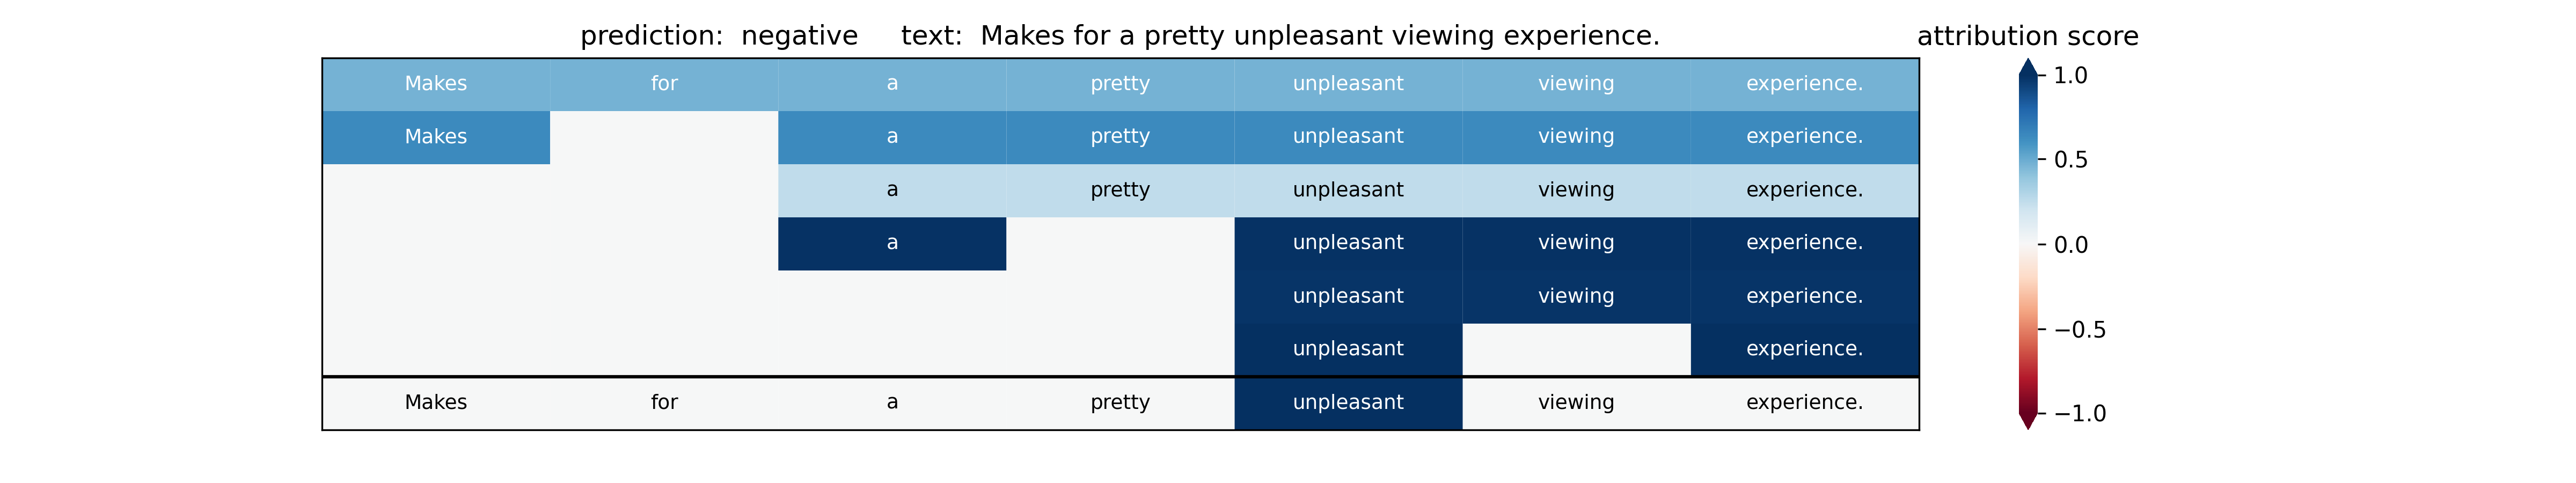 prediction:  negative     text:  Makes for a pretty unpleasant viewing experience.
attribution score
Makes for a pretty unpleasant viewing experience.
Makes a pretty unpleasant viewing experience.
a pretty unpleasant viewing experience.
a unpleasant viewing experience.
unpleasant viewing experience.
unpleasant experience.
Makes for a pretty unpleasant viewing experience.
1.0
0.5
0.0
−0.5
−1.0